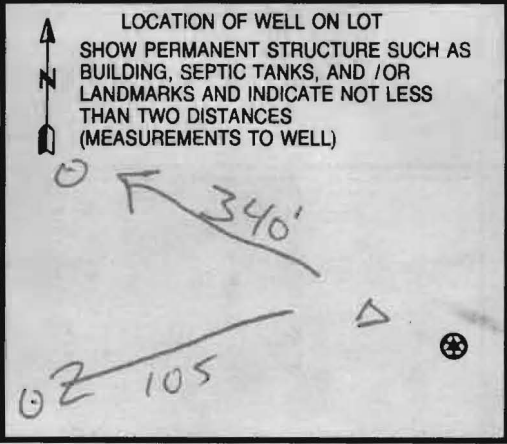 LOCATION OF WELL ON LOT
SHOW PERMANENT STRUCTURE SUCH AS
BUILDING, SEPTIC TANKS, AND /OR
LANDMARKS AND INDICATE NOT LESS
THAN TWO DISTANCES
(MEASUREMENTS TO WELL)
N
340'
105